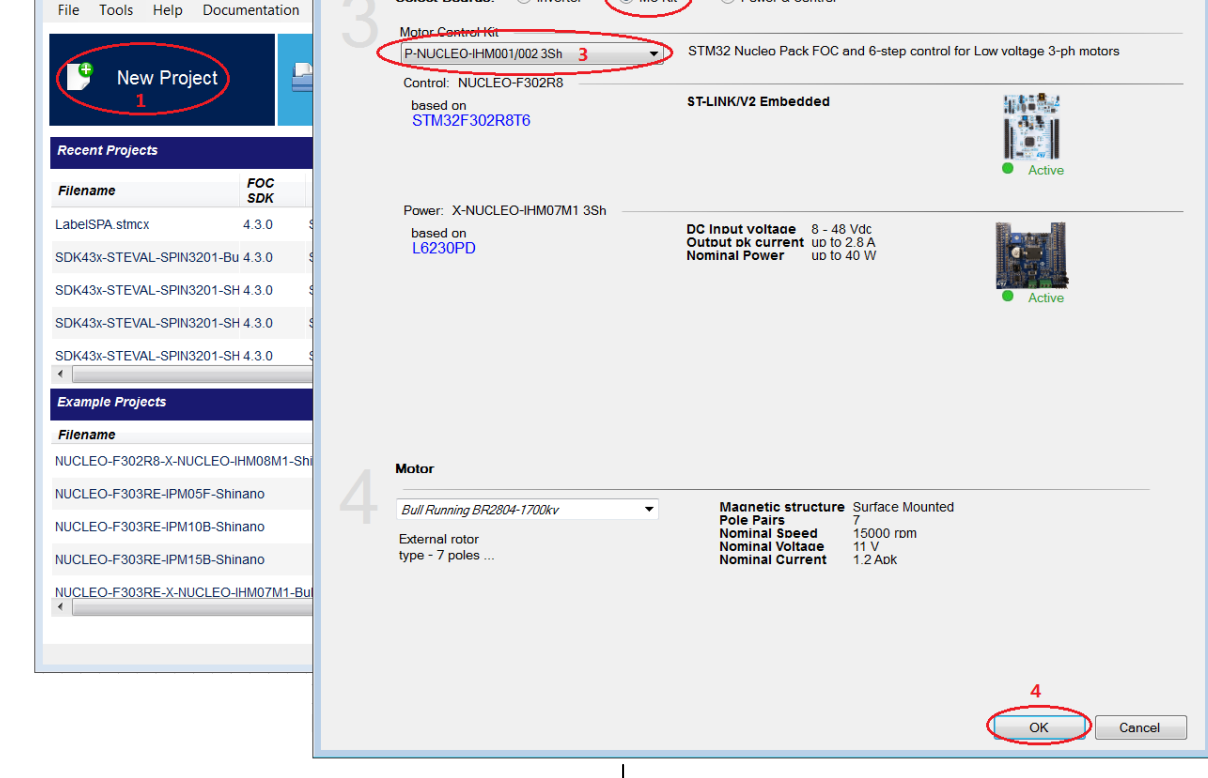 File Tools Help Documentation
New Project
1
Recent Projects
Filename FOC SDK
LabelSPA.stmcx 4.3.0
SDK43x-STEVAL-SPIN3201-Bu 4.3.0
SDK43x-STEVAL-SPIN3201-SH 4.3.0
SDK43x-STEVAL-SPIN3201-SH 4.3.0
SDK43x-STEVAL-SPIN3201-SH 4.3.0
Example Projects
Filename
NUCLEO-F302R8-X-NUCLEO-IHM08M1-Shi
NUCLEO-F303RE-IPM05F-Shinano
NUCLEO-F303RE-IPM10B-Shinano
NUCLEO-F303RE-IPM15B-Shinano
NUCLEO-F303RE-X-NUCLEO-IHM07M1-Bul
3
Select Boards: Inverter MC Kit Power & Control
Motor Control Kit
P-NUCLEO-IHM001/002 3Sh 3
STM32 Nucleo Pack FOC and 6-step control for Low voltage 3-ph motors
Control: NUCLEO-F302R8
based on
STM32F302R8T6
ST-LINK/V2 Embedded
Active
Power: X-NUCLEO-IHM07M1 3Sh
based on
L6230PD
DC Input voltage 8 - 48 Vdc
Output pk current up to 2.8 A
Nominal Power up to 40 W
Active
4
Motor
Bull Running BR2804-1700kv
External rotor
type - 7 poles ...
Magnetic structure Surface Mounted
Pole Pairs 7
Nominal Speed 15000 rpm
Nominal Voltage 11 V
Nominal Current 1.2 Apk
4
OK Cancel